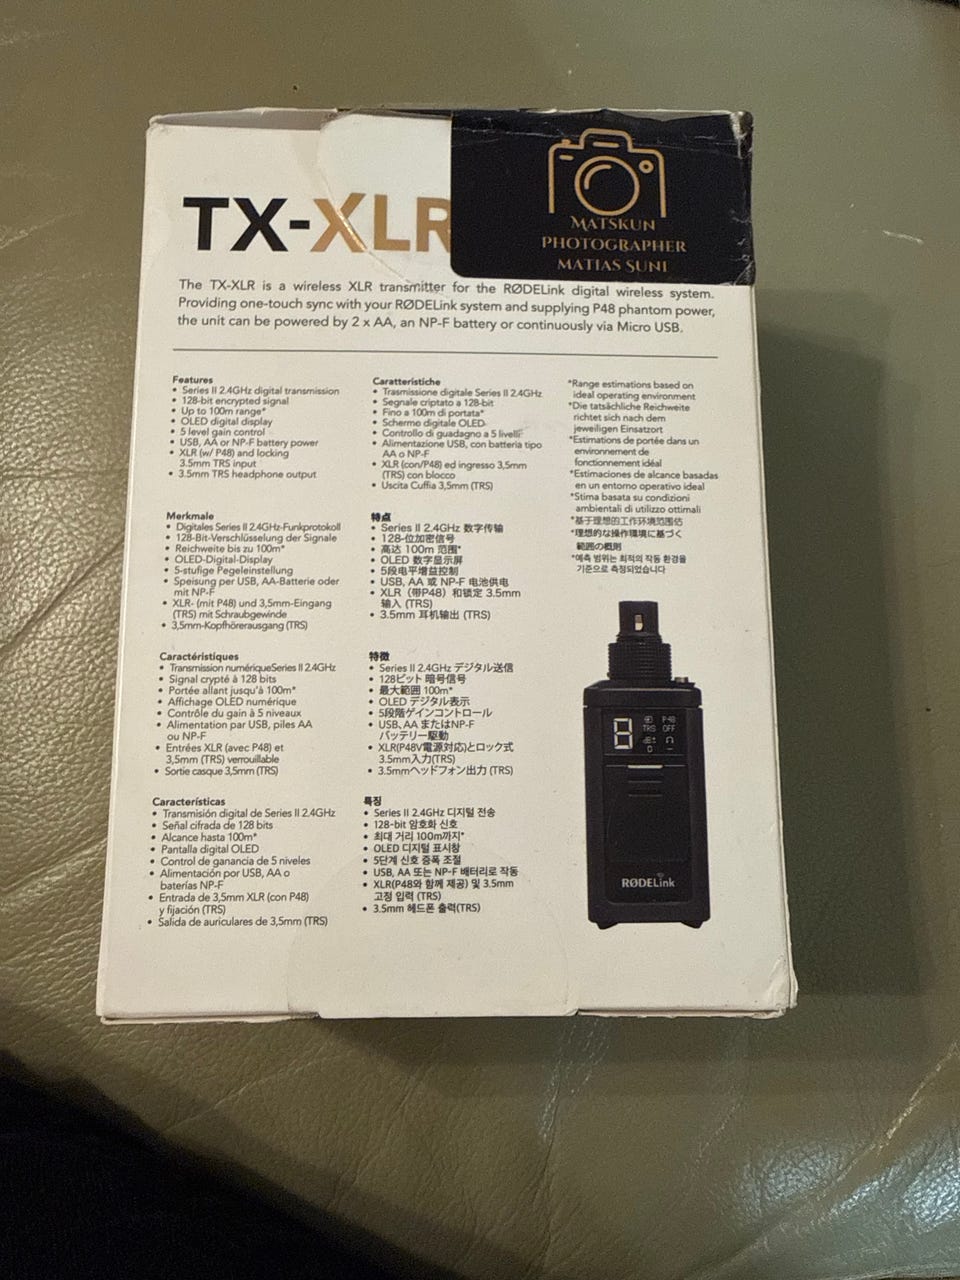 TX-XLR
MATSKUN
PHOTOGRAPHER
MATIAS SUNI
The TX-XLR is a wireless XLR transmitter for the RØDELink digital wireless system.
Providing one-touch sync with your RØDELink system and supplying P48 phantom power,
the unit can be powered by 2 x AA, an NP-F battery or continuously via Micro USB.
Features
• Series II 2.4GHz digital transmission
• 128-bit encrypted signal
• Up to 100m range*
• OLED digital display
• 5 level gain control
• USB, AA or NP-F battery power
• XLR (w/ P48) and locking
3.5mm TRS input
• 3.5mm TRS headphone output
Merkmale
• Digitales Series II 2.4GHz-Funkprotokoll
• 128-Bit-Verschlüsselung der Signale
• Reichweite bis zu 100m*
• OLED-Digital-Display
• 5-stufige Pegeleinstellung
• Speisung per USB, AA-Batterie oder
mit NP-F
• XLR- (mit P48) und 3,5mm-Eingang
(TRS) mit Schraubgewinde
• 3,5mm-Kopfhörerausgang (TRS)
Caractéristiques
• Transmission numériqueSeries II 2.4GHz
• Signal crypté à 128 bits
• Portée allant jusqu'à 100m*
• Affichage OLED numérique
• Contrôle du gain à 5 niveaux
• Alimentation par USB, piles AA
ou NP-F
• Entrées XLR (avec P48) et
3,5mm (TRS) verrouillable
• Sortie casque 3,5mm (TRS)
Características
• Transmisión digital de Series II 2.4GHz
• Señal cifrada de 128 bits
• Alcance hasta 100m*
• Pantalla digital OLED
• Control de ganancia de 5 niveles
• Alimentación por USB, AA o
baterías NP-F
• Entrada de 3,5mm XLR (con P48)
y fijación (TRS)
• Salida de auriculares de 3,5mm (TRS)
Caratteristiche
• Trasmissione digitale Series II 2.4GHz
• Segnale criptato a 128-bit
• Fino a 100m di portata*
• Schermo digitale OLED
• Controllo di guadagno a 5 livelli
• Alimentazione USB, con batteria tipo
AA o NP-F
• XLR (con/P48) ed ingresso 3,5mm
(TRS) con blocco
• Uscita Cuffia 3,5mm (TRS)
特点
• Series II 2.4GHz 数字传输
• 128-位加密信号
• 高达 100m 范围*
• OLED 数字显示屏
• 5段电平增益控制
• USB, AA 或 NP-F 电池供电
• XLR（带P48）和锁定 3.5mm
输入 (TRS)
• 3.5mm 耳机输出 (TRS)
特徴
• Series II 2.4GHz デジタル送信
• 128ビット 暗号信号
• 最大範囲 100m*
• OLED デジタル表示
• 5段階ゲインコントロール
• USB、AA またはNP-F
バッテリー駆動
• XLR(P48V電源対応)とロック式
3.5mm入力(TRS)
• 3.5mmヘッドフォン出力 (TRS)
특징
• Series II 2.4GHz 디지털 전송
• 128-bit 암호화 신호
• 최대 거리 100m까지*
• OLED 디지털 표시창
• 5단계 신호 증폭 조절
• USB, AA 또는 NP-F 배터리로 작동
• XLR(P48와 함께 제공) 및 3.5mm
고정 입력 (TRS)
• 3.5mm 헤드폰 출력(TRS)
*Range estimations based on
ideal operating environment
*Die tatsächliche Reichweite
richtet sich nach dem
jeweiligen Einsatzort
*Estimations de portée dans un
environnement de
fonctionnement idéal
*Estimaciones de alcance basadas
en un entorno operativo ideal
*Stima basata su condizioni
ambientali di utilizzo ottimali
*基于理想的工作环境范围估
*理想的な操作環境に基づく
範囲の概則
*예측 범위는 최적의 작동 환경을
기준으로 측정되었습니다
8
TRS
P48
OFF
dB±
0
RØDELink